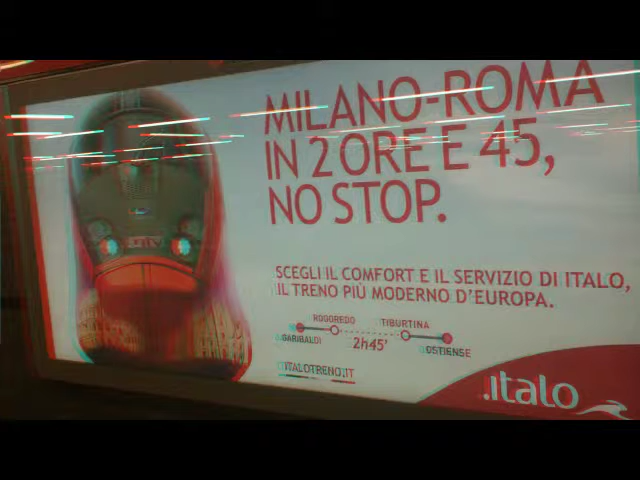 MILANO-ROMA
IN 2 ORE E 45,
NO STOP.
SCEGLI IL COMFORT E IL SERVIZIO DI ITALO,
IL TRENO PIÙ MODERNO D'EUROPA.
ROGOREDO TIBURTINA
GARIBALDI 2h45' OSTIENSE
ITALOTRENO.IT
.italo